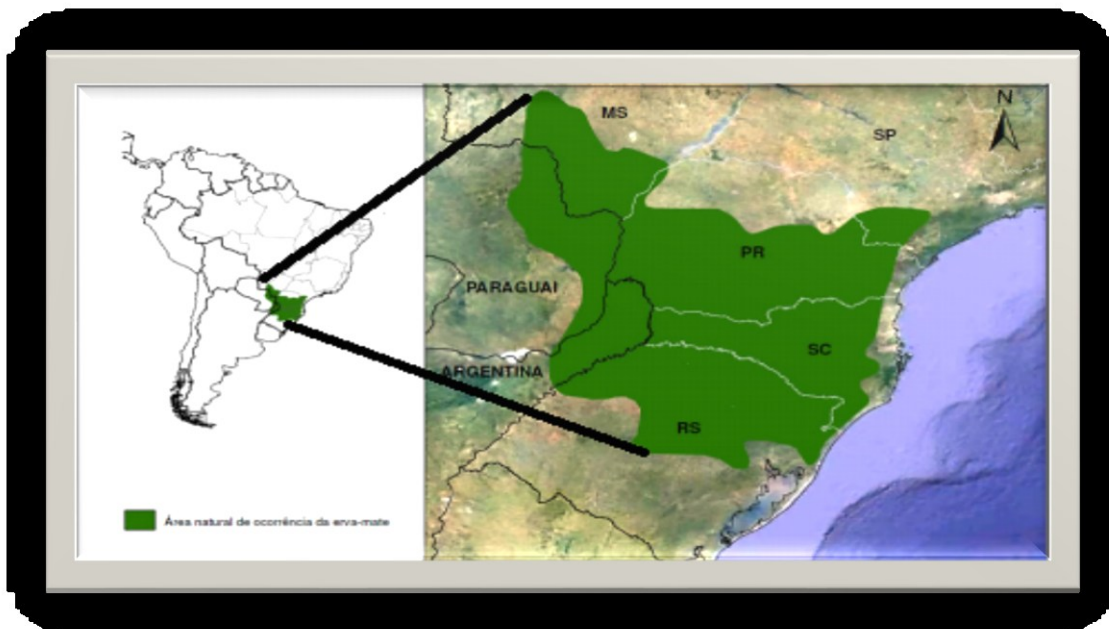 N
MS
SP
PR
PARAGUAI
SC
ARGENTINA
RS
Área natural de ocorrência da erva-mate